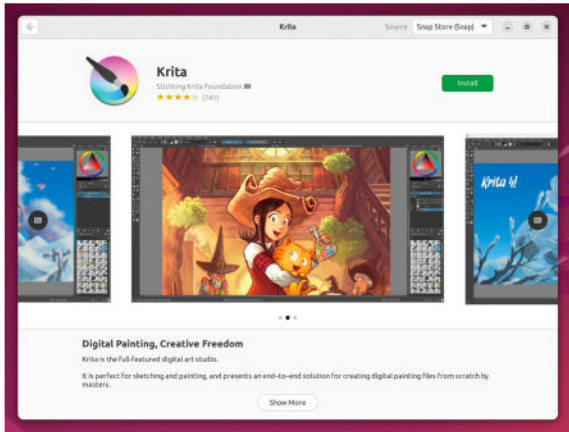 Krita
Source Snap Store (Snap)
Krita
Stichting Krita Foundation
(741)
Install
Krita 4!
Digital Painting, Creative Freedom
Krita is the full-featured digital art studio.
It is perfect for sketching and painting, and presents an end–to–end solution for creating digital painting files from scratch by
masters.
Show More